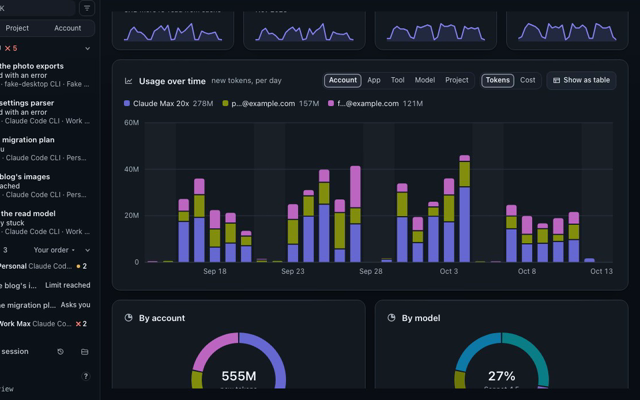 K
Project Account
5
the photo exports
d with an error
· fake-desktop CLI · Fake ...
settings parser
d with an error
· Claude Code CLI · Work ...
migration plan
u
· Claude Code CLI · Pers...
blog's images
ached
· Claude Code CLI · Pers...
the read model
y stuck
· Claude Code CLI · Work ...
3 Your order
Personal Claude Cod... 2
e blog's i... Limit reached
e migration pl... Asks you
Work Max Claude Co... 2
session
?
view
Usage over time new tokens, per day
Account App Tool Model Project
Tokens Cost
Show as table
Claude Max 20x 278M p...@example.com 157M f...@example.com 121M
60M
40M
20M
0
Sep 18 Sep 23 Sep 28 Oct 3 Oct 8 Oct 13
By account
555M
By model
27%